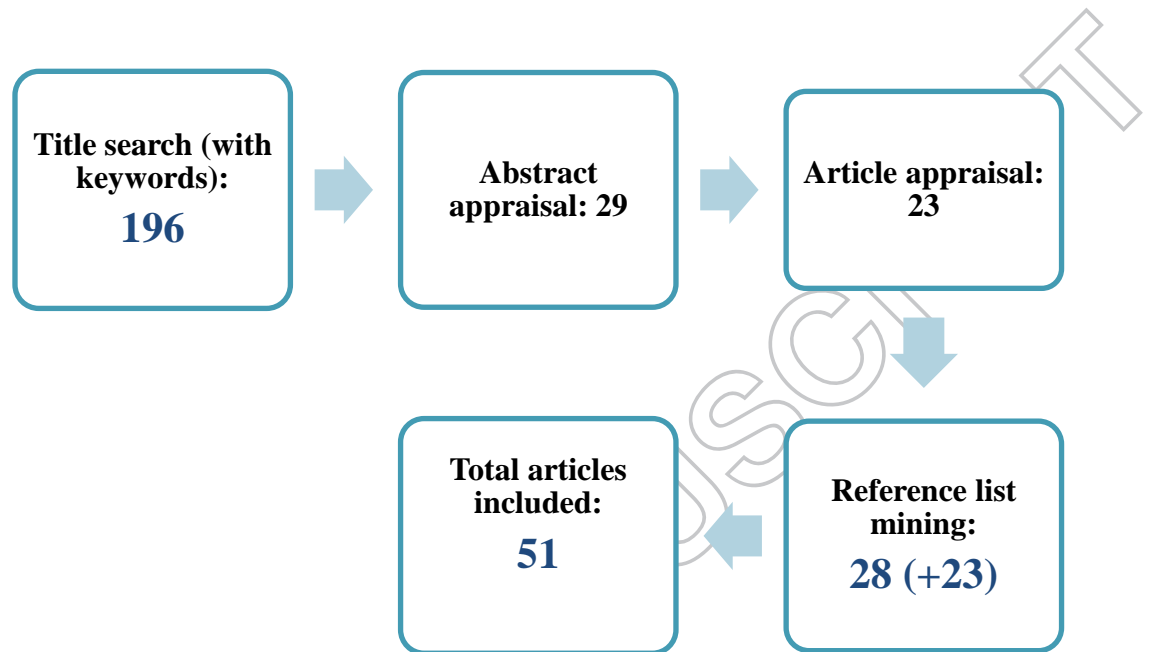 Title search (with
keywords):
196
Abstract
appraisal: 29
Article appraisal:
23
Reference list
mining:
28 (+23)
Total articles
included:
51